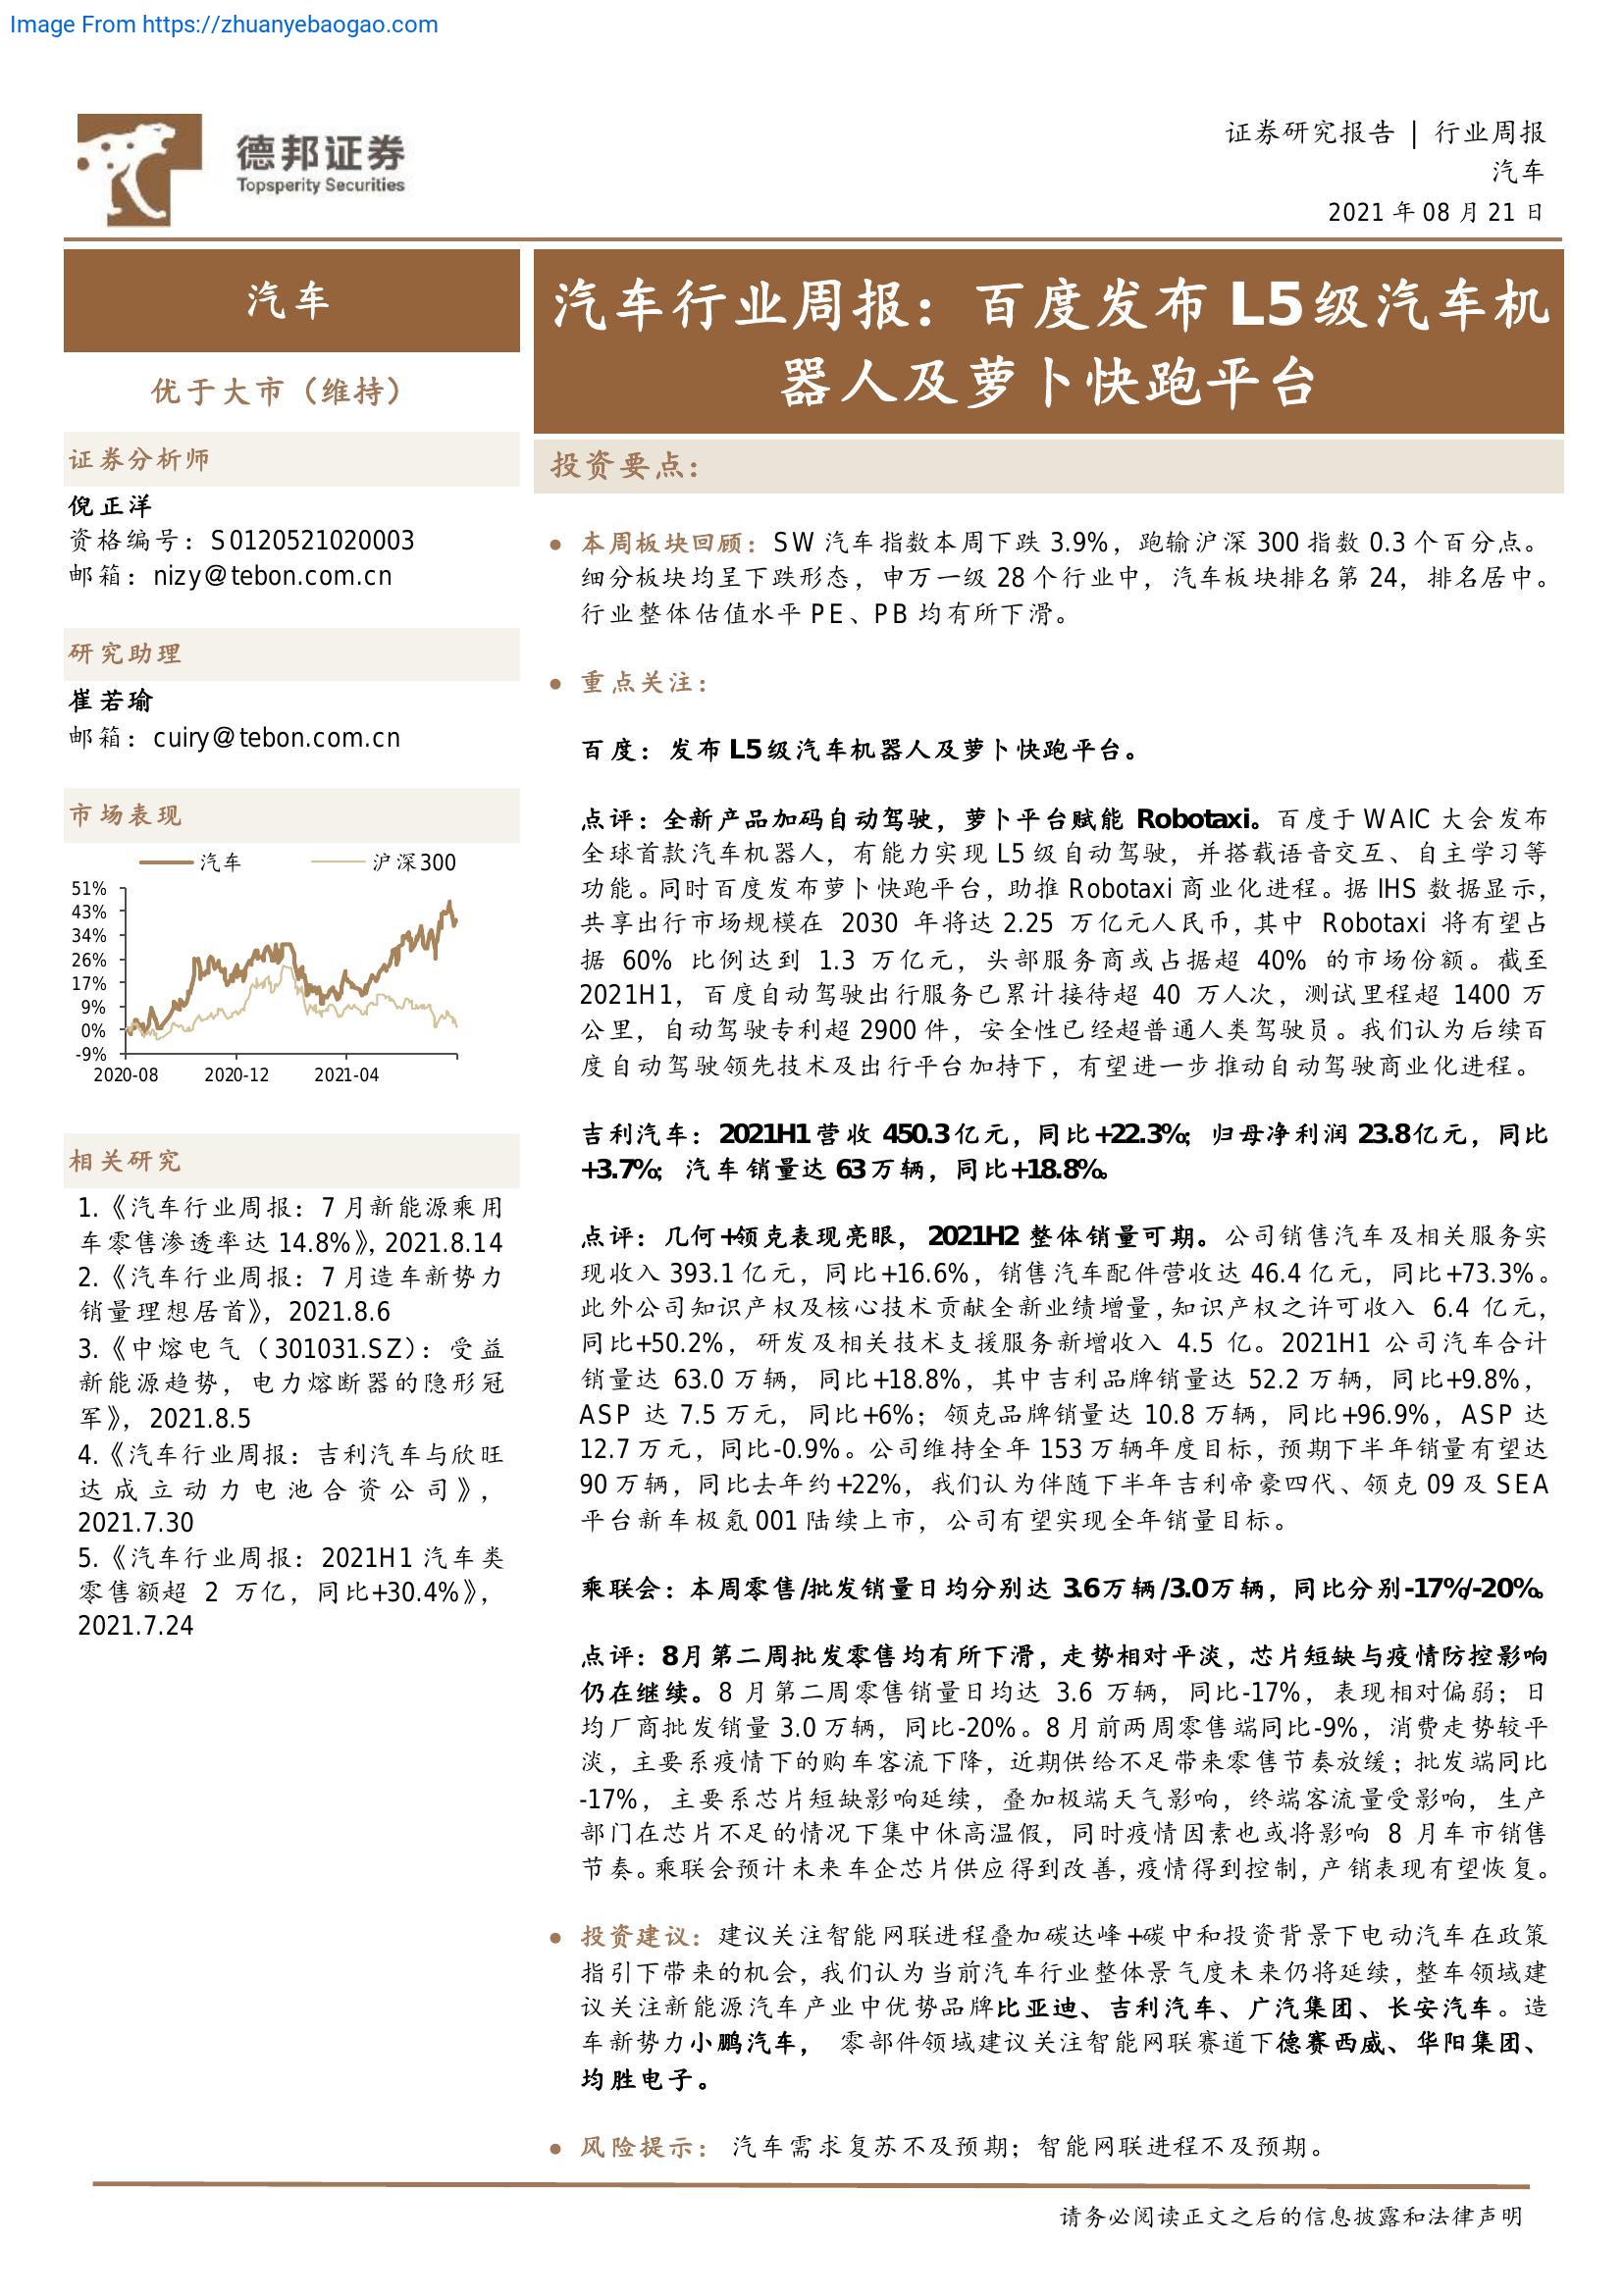 Image From https://zhuanyebaogao.com
德邦证券
Topsperity Securities
证券研究报告 | 行业周报
汽车
2021 年 08 月 21 日
汽车
优于大市（维持）
证券分析师
倪正洋
资格编号：S0120521020003
邮箱：nizy@tebon.com.cn
研究助理
崔若瑜
邮箱：cuiry@tebon.com.cn
市场表现
汽车 沪深300
51%
43%
34%
26%
17%
9%
0%
-9%
2020-08 2020-12 2021-04
相关研究
1.《汽车行业周报：7 月新能源乘用
车零售渗透率达 14.8%》，2021.8.14
2.《汽车行业周报：7 月造车新势力
销量理想居首》，2021.8.6
3.《中熔电气（301031.SZ）：受益
新能源趋势，电力熔断器的隐形冠
军》，2021.8.5
4.《汽车行业周报：吉利汽车与欣旺
达成立动力电池合资公司》，
2021.7.30
5.《汽车行业周报：2021H1 汽车类
零售额超 2 万亿，同比+30.4%》，
2021.7.24
汽车行业周报：百度发布 L5 级汽车机
器人及萝卜快跑平台
投资要点：
● 本周板块回顾：SW 汽车指数本周下跌 3.9%，跑输沪深 300 指数 0.3 个百分点。
细分板块均呈下跌形态，申万一级 28 个行业中，汽车板块排名第 24，排名居中。
行业整体估值水平 PE、PB 均有所下滑。
● 重点关注：
百度：发布 L5 级汽车机器人及萝卜快跑平台。
点评：全新产品加码自动驾驶，萝卜平台赋能 Robotaxi。百度于 WAIC 大会发布
全球首款汽车机器人，有能力实现 L5 级自动驾驶，并搭载语音交互、自主学习等
功能。同时百度发布萝卜快跑平台，助推 Robotaxi 商业化进程。据 IHS 数据显示，
共享出行市场规模在 2030 年将达 2.25 万亿元人民币，其中 Robotaxi 将有望占
据 60% 比例达到 1.3 万亿元，头部服务商或占据超 40% 的市场份额。截至
2021H1，百度自动驾驶出行服务已累计接待超 40 万人次，测试里程超 1400 万
公里，自动驾驶专利超 2900 件，安全性已经超普通人类驾驶员。我们认为后续百
度自动驾驶领先技术及出行平台加持下，有望进一步推动自动驾驶商业化进程。
吉利汽车：2021H1 营收 450.3 亿元，同比+22.3%；归母净利润 23.8 亿元，同比
+3.7%；汽车销量达 63 万辆，同比+18.8%。
点评：几何+领克表现亮眼，2021H2 整体销量可期。公司销售汽车及相关服务实
现收入 393.1 亿元，同比+16.6%，销售汽车配件营收达 46.4 亿元，同比+73.3%。
此外公司知识产权及核心技术贡献全新业绩增量，知识产权之许可收入 6.4 亿元，
同比+50.2%，研发及相关技术支援服务新增收入 4.5 亿。2021H1 公司汽车合计
销量达 63.0 万辆，同比+18.8%，其中吉利品牌销量达 52.2 万辆，同比+9.8%，
ASP 达 7.5 万元，同比+6%；领克品牌销量达 10.8 万辆，同比+96.9%，ASP 达
12.7 万元，同比-0.9%。公司维持全年 153 万辆年度目标，预期下半年销量有望达
90 万辆，同比去年约+22%，我们认为伴随下半年吉利帝豪四代、领克 09 及 SEA
平台新车极氪 001 陆续上市，公司有望实现全年销量目标。
乘联会：本周零售/批发销量日均分别达 3.6 万辆/3.0 万辆，同比分别-17%/-20%。
点评：8 月第二周批发零售均有所下滑，走势相对平淡，芯片短缺与疫情防控影响
仍在继续。8 月第二周零售销量日均达 3.6 万辆，同比-17%，表现相对偏弱；日
均厂商批发销量 3.0 万辆，同比-20%。8 月前两周零售端同比-9%，消费走势较平
淡，主要系疫情下的购车客流下降，近期供给不足带来零售节奏放缓；批发端同比
-17%，主要系芯片短缺影响延续，叠加极端天气影响，终端客流量受影响，生产
部门在芯片不足的情况下集中休高温假，同时疫情因素也或将影响 8 月车市销售
节奏。乘联会预计未来车企芯片供应得到改善，疫情得到控制，产销表现有望恢复。
● 投资建议：建议关注智能网联进程叠加碳达峰+碳中和投资背景下电动汽车在政策
指引下带来的机会，我们认为当前汽车行业整体景气度未来仍将延续，整车领域建
议关注新能源汽车产业中优势品牌比亚迪、吉利汽车、广汽集团、长安汽车。造
车新势力小鹏汽车， 零部件领域建议关注智能网联赛道下德赛西威、华阳集团、
均胜电子。
● 风险提示： 汽车需求复苏不及预期；智能网联进程不及预期。
请务必阅读正文之后的信息披露和法律声明